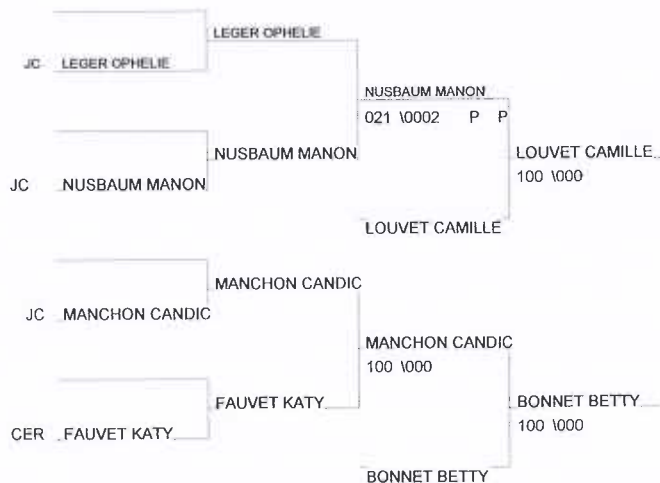 LEGER OPHELIE
JC LEGER OPHELIE
NUSBAUM MANON
021 \0002 P P
NUSBAUM MANON
LOUVET CAMILLE
100 \000
JC NUSBAUM MANON
LOUVET CAMILLE
MANCHON CANDIC
JC MANCHON CANDIC
MANCHON CANDIC
100 \000
FAUVET KATY
BONNET BETTY
100 \000
CER FAUVET KATY
BONNET BETTY